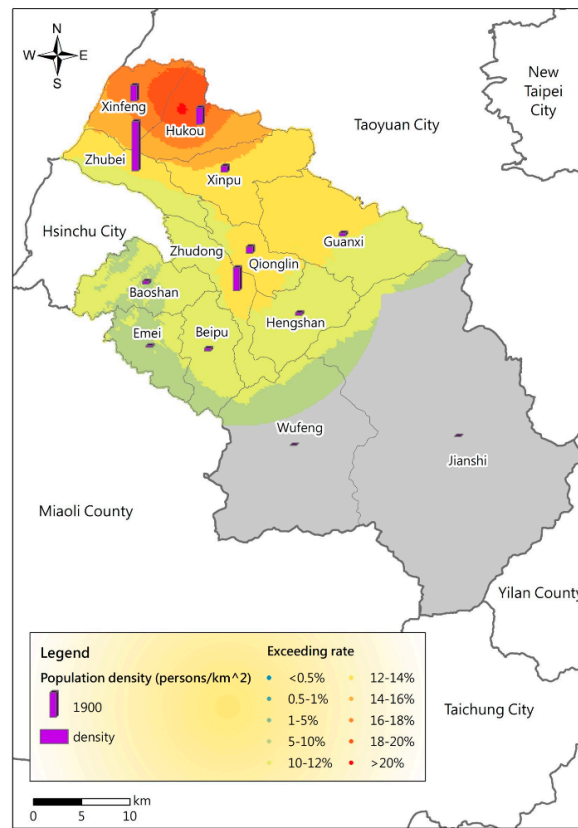 N
W E
S
New
Taipei
City
Xinfeng
Hukou
Taoyuan City
Zhubei
Xinpu
Hsinchu City
Guanxi
Zhudong
Qionglin
Baoshan
Hengshan
Emei
Beipu
Wufeng
Jianshi
Miaoli County
Yilan County
Taichung City
Legend
Population density (persons/km^2)
1900
density
Exceeding rate
<0.5%
0.5-1%
1-5%
5-10%
10-12%
12-14%
14-16%
16-18%
18-20%
>20%
km
0 5 10